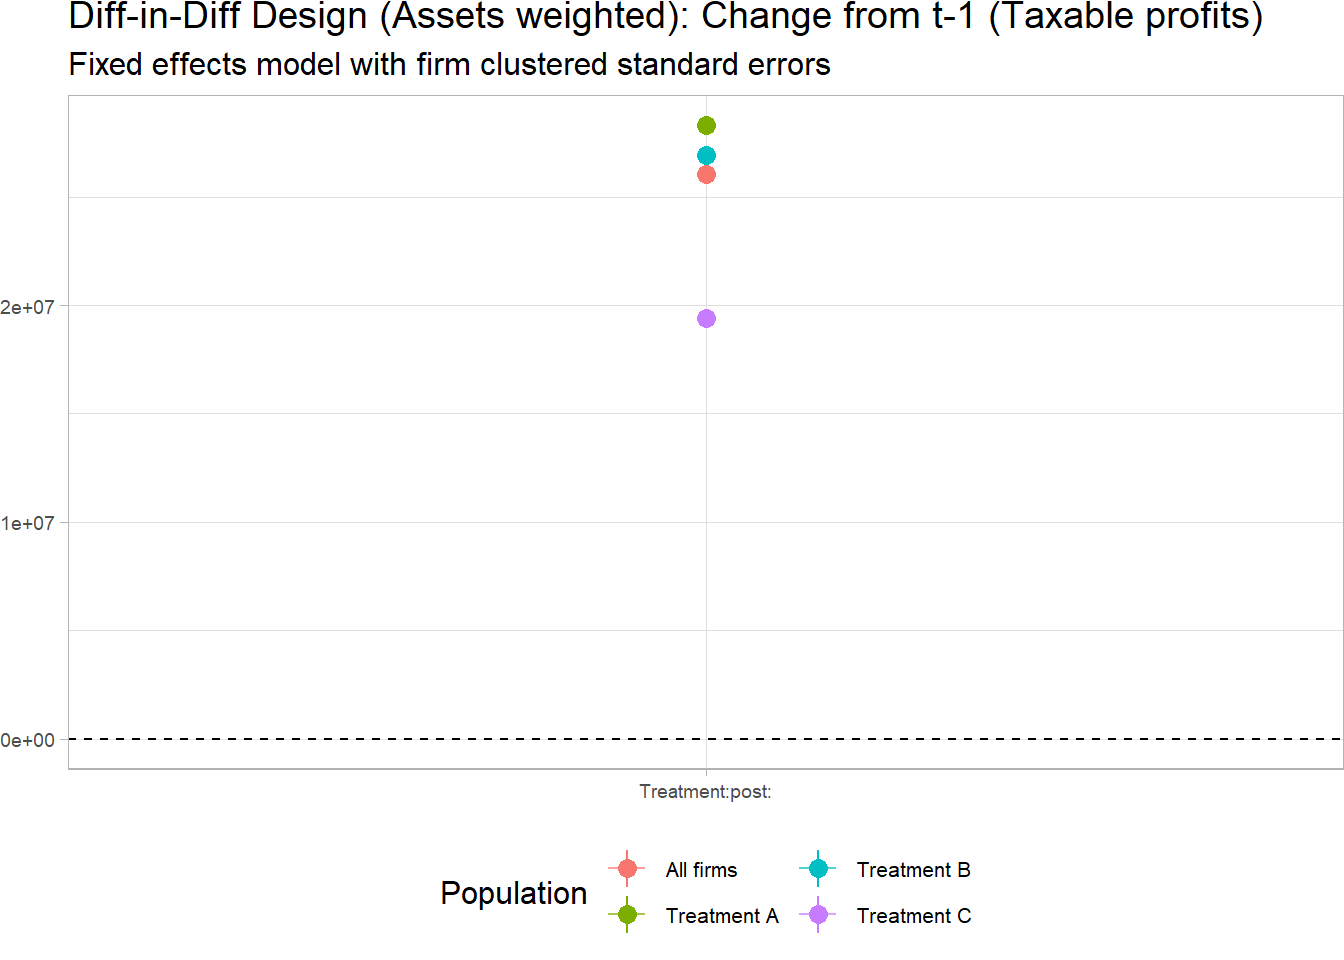 Diff-in-Diff Design (Assets weighted): Change from t-1 (Taxable profits)
Fixed effects model with firm clustered standard errors
2e+07
1e+07
0e+00
Treatment:post:
Population
All firms
Treatment A
Treatment B
Treatment C